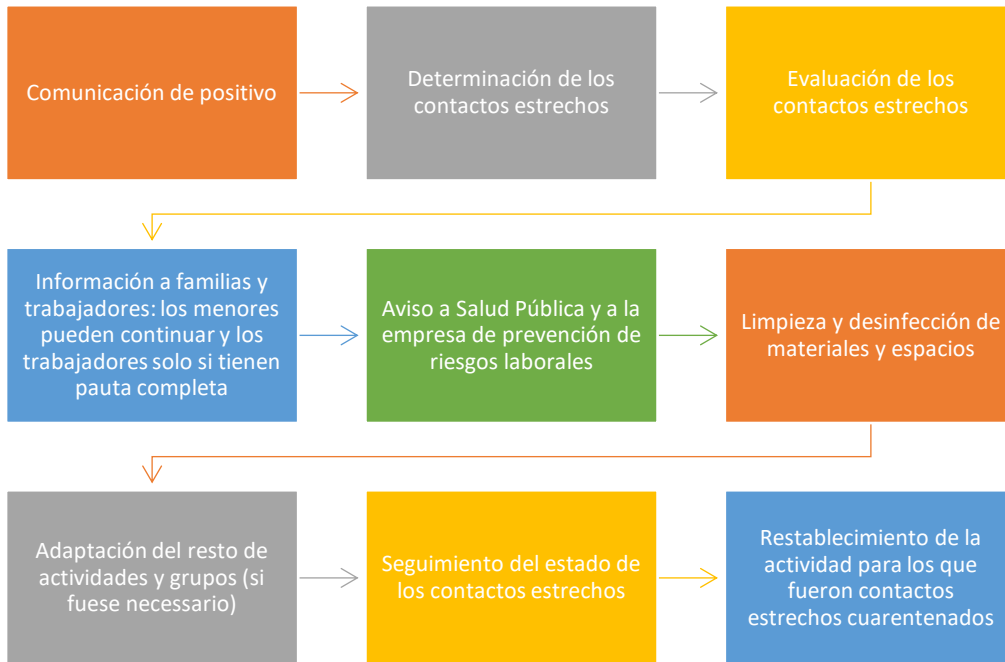 Comunicación de positivo
Determinación de los
contactos estrechos
Evaluación de los
contactos estrechos
Información a familias y
trabajadores: los menores
pueden continuar y los
trabajadores solo si tienen
pauta completa
Aviso a Salud Pública y a la
empresa de prevención de
riesgos laborales
Limpieza y desinfección de
materiales y espacios
Adaptación del resto de
actividades y grupos (si
fuese necessario)
Seguimiento del estado de
los contactos estrechos
Restablecimiento de la
actividad para los que
fueron contactos
estrechos cuarentenados